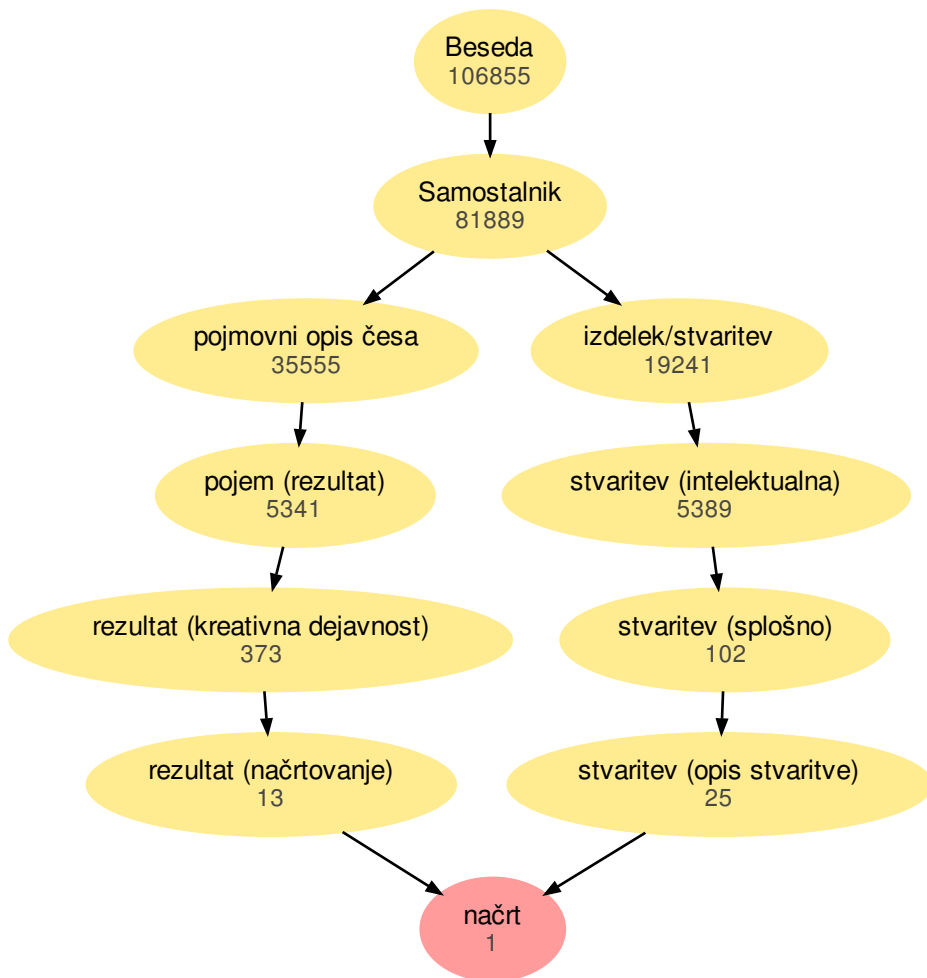 Beseda
106855
Samostalnik
81889
pojmovni opis česa
35555
izdelek/stvaritev
19241
pojem (rezultat)
5341
stvaritev (intelektualna)
5389
rezultat (kreativna dejavnost)
373
stvaritev (splošno)
102
rezultat (načrtovanje)
13
stvaritev (opis stvaritve)
25
načrt
1